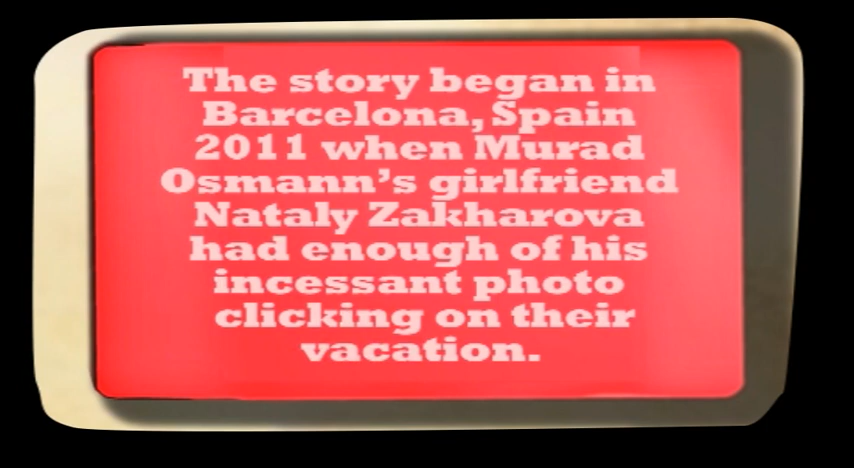 The story began in
Barcelona, Spain
2011 when Murad
Osmann’s girlfriend
Nataly Zakharova
had enough of his
incessant photo
clicking on their
vacation.